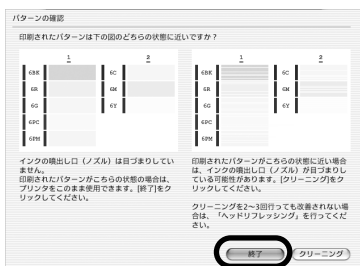 パターンの確認
印刷されたパターンは下の図のどちらの状態に近いですか？
1 2
6BK 6C
6R 6M
6G 6Y
6PC
6PM
インクの噴出し口（ノズル）は目づまりしてい
ません。
印刷されたパターンがこちらの状態の場合は、
プリンタをこのまま使用できます。[終了]をク
リックしてください。
1 2
6BK 6C
6R 6M
6G 6Y
6PC
6PM
印刷されたパターンがこちらの状態に近い場合
は、インクの噴出し口（ノズル）が目づまりし
ている可能性があります。[クリーニング]をク
リックしてください。
クリーニングを2~3回行っても改善されない場
合は、「ヘッドリフレッシング」を行ってくだ
さい。
終了 クリーニング